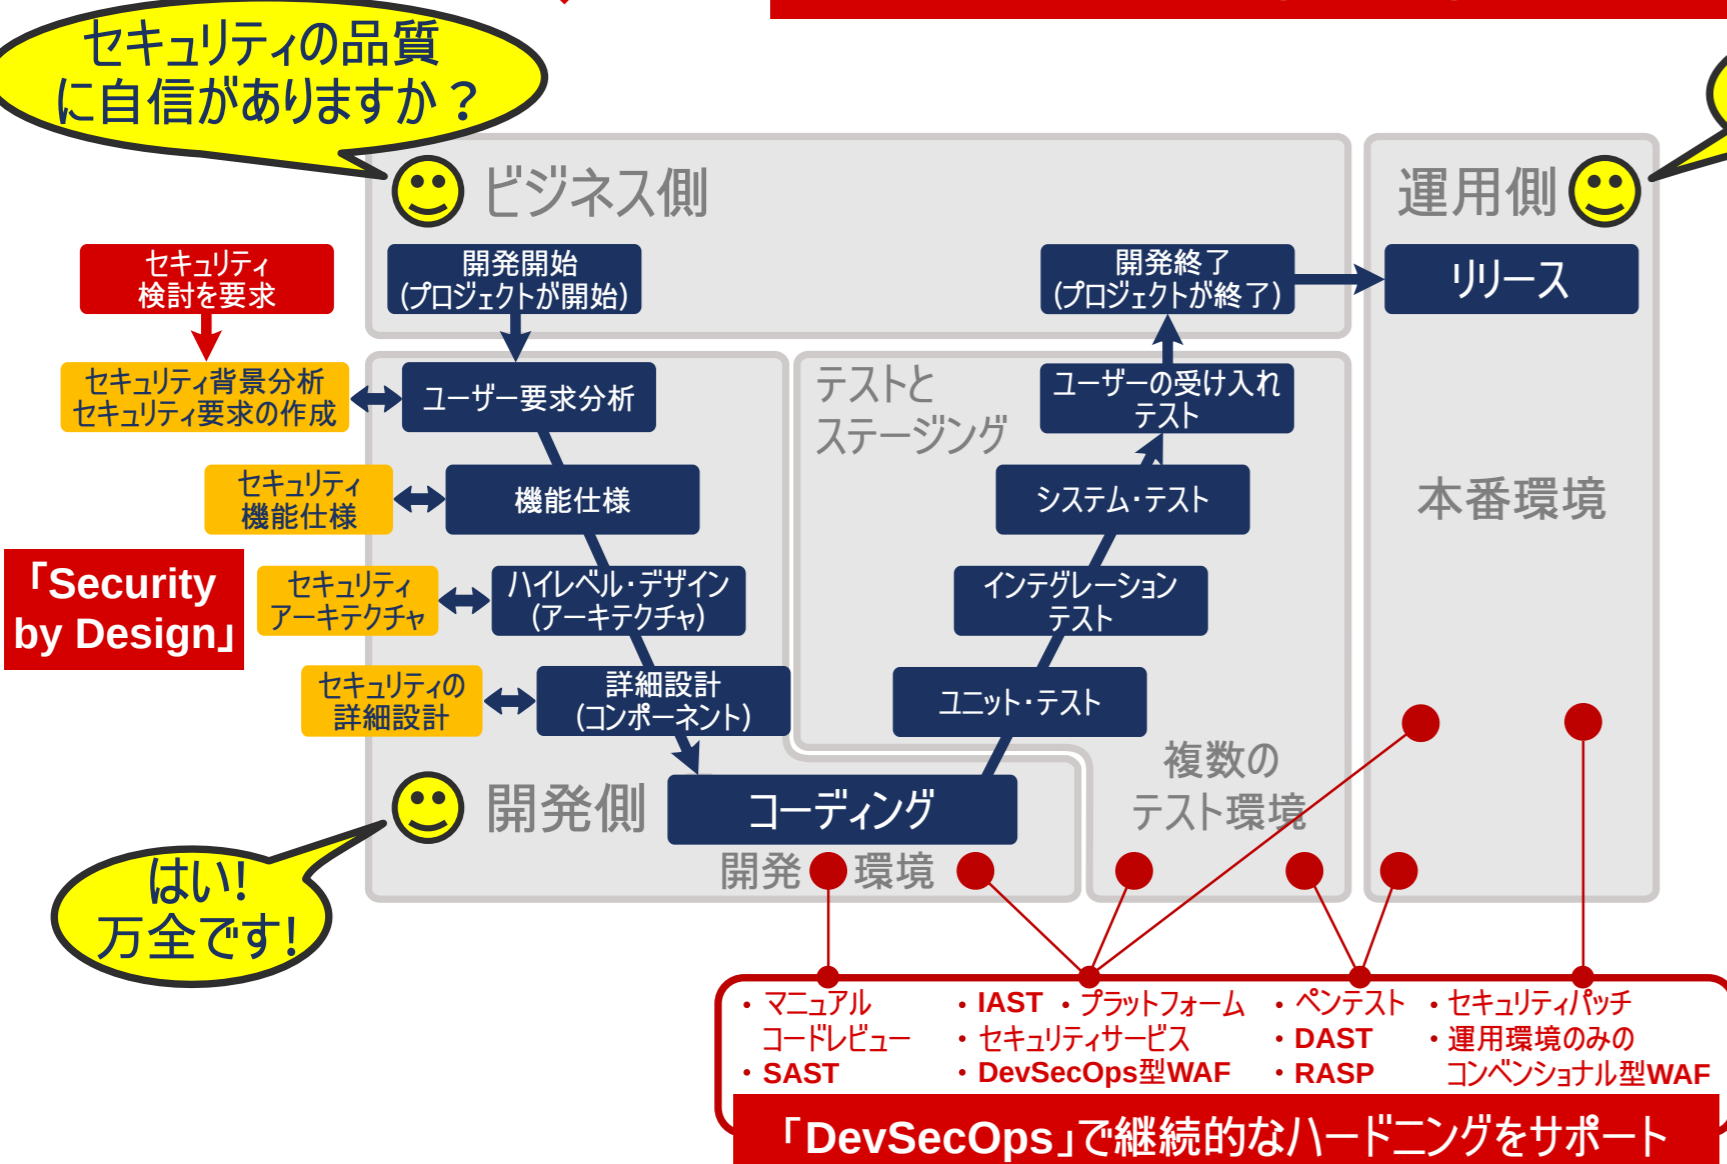 セキュリティの品質
に自信がありますか？
ビジネス側
運用側
セキュリティ
検討を要求
開発開始
(プロジェクトが開始)
開発終了
(プロジェクトが終了)
リリース
セキュリティ背景分析
セキュリティ要求の作成
ユーザー要求分析
テストと
ステージング
ユーザーの受け入れ
テスト
セキュリティ
機能仕様
機能仕様
システム・テスト
本番環境
「Security
by Design」
セキュリティ
アーキテクチャ
ハイレベル・デザイン
(アーキテクチャ)
インテグレーション
テスト
セキュリティの
詳細設計
詳細設計
(コンポーネント)
ユニット・テスト
複数の
テスト環境
開発側
コーディング
開発 環境
はい!
万全です!
・マニュアル
コードレビュー
・SAST
・IAST ・プラットフォーム
・セキュリティサービス
・DevSecOps型WAF
・ペンテスト
・DAST
・RASP
・セキュリティパッチ
・運用環境のみの
コンベンショナル型WAF
「DevSecOps」で継続的なハードニングをサポート